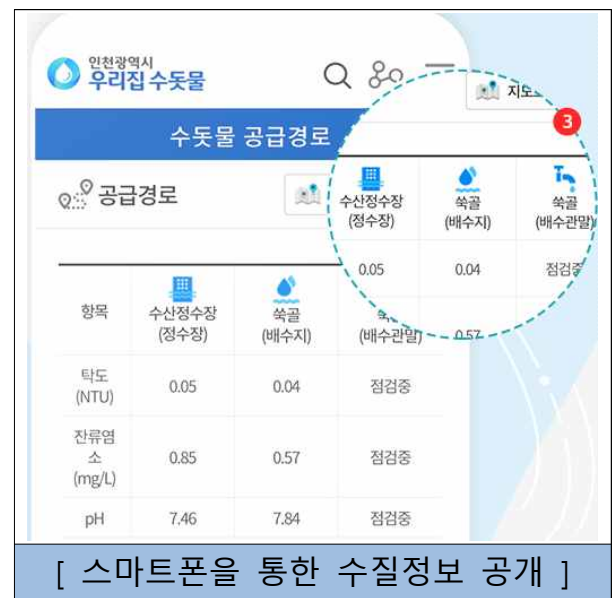 인천광역시
우리집 수돗물
지도
3
수돗물 공급경로
공급경로
수산정수장
(정수장)
쑥골
(배수지)
쑥골
(배수관말)
0.05
0.04
점검중
0.57
항목
수산정수장
(정수장)
쑥골
(배수지)
(배수관말)
탁도
(NTU)
0.05
0.04
점검중
잔류염
소
(mg/L)
0.85
0.57
점검중
pH
7.46
7.84
점검중
[ 스마트폰을 통한 수질정보 공개 ]